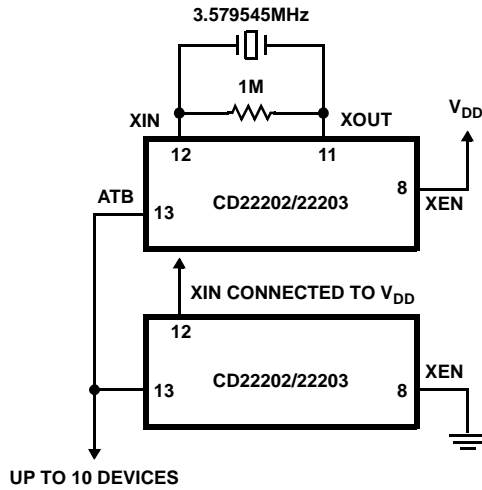 3.579545MHz
1M
XIN
XOUT
VDD
12
11
ATB
13
CD22202/22203
8
XEN
XIN CONNECTED TO VDD
12
13
CD22202/22203
8
XEN
UP TO 10 DEVICES